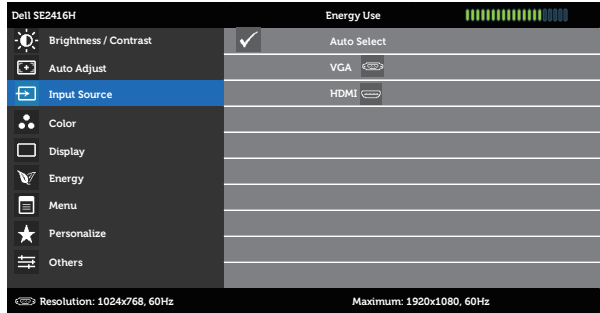 Dell SE2416H Energy Use
Brightness / Contrast Auto Select
Auto Adjust VGA
Input Source HDMI
Color
Display
Energy
Menu
Personalize
Others
Resolution: 1024x768, 60Hz Maximum: 1920x1080, 60Hz